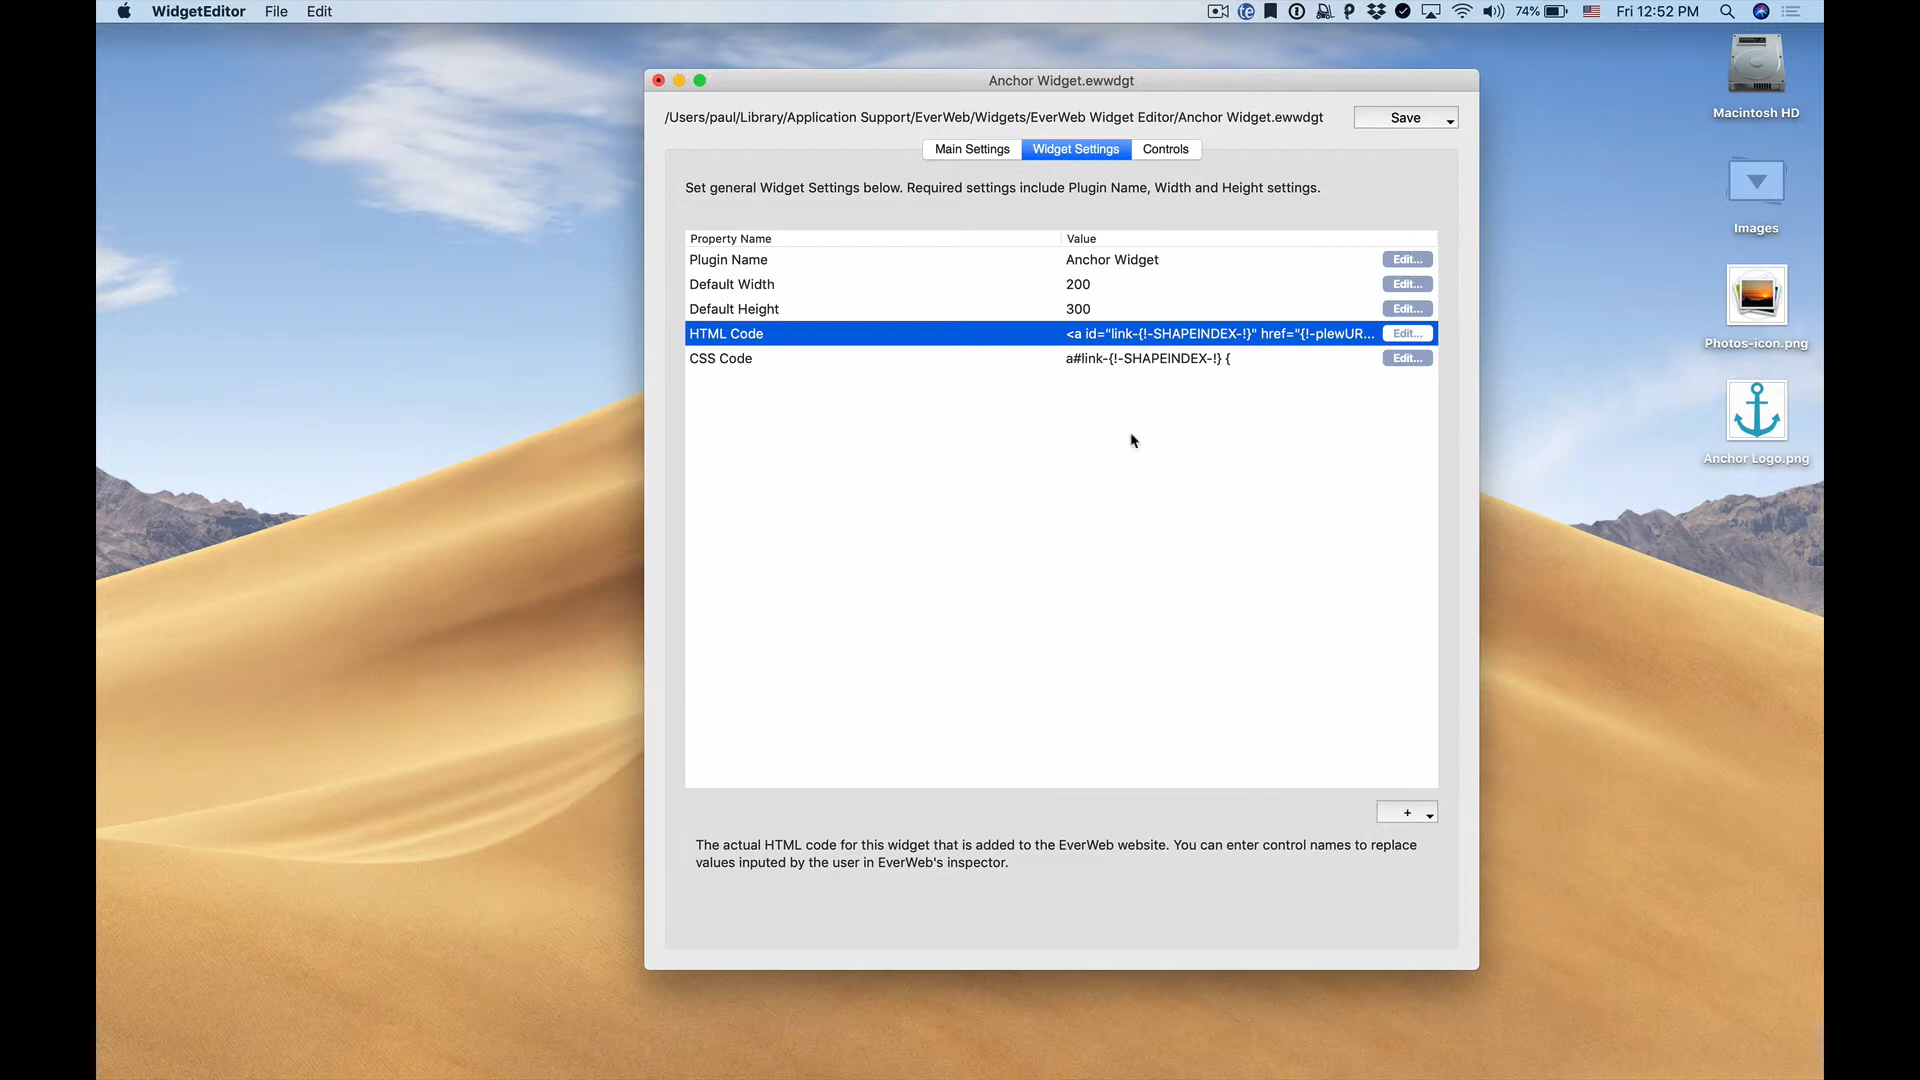 WidgetEditor File Edit 74% Fri 12:52 PM
Anchor Widget.ewwdgt
/Users/paul/Library/Application Support/EverWeb/Widgets/EverWeb Widget Editor/Anchor Widget.ewwdgt Save
Main Settings Widget Settings Controls
Set general Widget Settings below. Required settings include Plugin Name, Width and Height settings.
Property Name Value
Plugin Name Anchor Widget Edit...
Default Width 200 Edit...
Default Height 300 Edit...
HTML Code <a id="link-{!-SHAPEINDEX-!}" href="{!-plewUR... Edit...
CSS Code a#link-{!-SHAPEINDEX-!} { Edit...
+
The actual HTML code for this widget that is added to the EverWeb website. You can enter control names to replace
values inputed by the user in EverWeb's inspector.
Macintosh HD
Images
Photos-icon.png
Anchor Logo.png